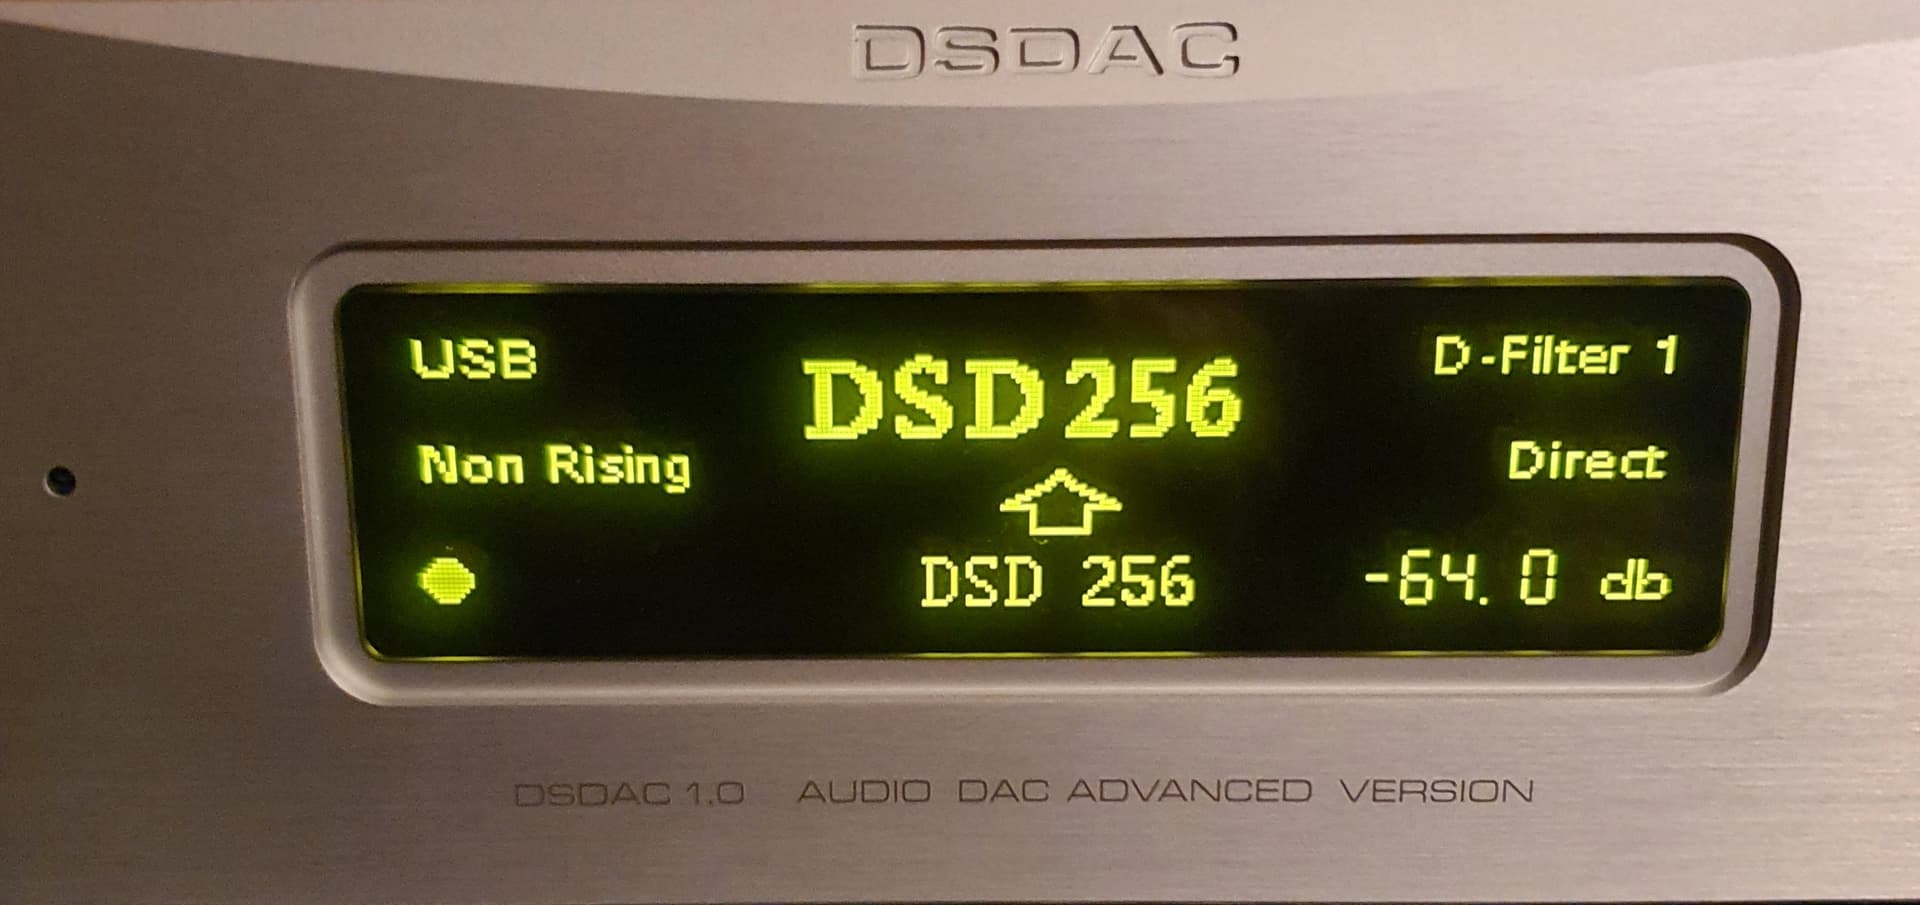 DSDAC
USB
DSD256
D-Filter 1
Non Rising
Direct
DSD 256
-64.0 db
DSDAC 1.0 AUDIO DAC ADVANCED VERSION